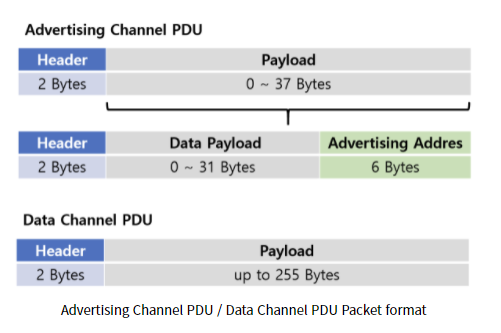 Advertising Channel PDU
Header Payload
2 Bytes 0 ~ 37 Bytes
Header Data Payload Advertising Addres
2 Bytes 0 ~ 31 Bytes 6 Bytes
Data Channel PDU
Header Payload
2 Bytes up to 255 Bytes
Advertising Channel PDU / Data Channel PDU Packet format